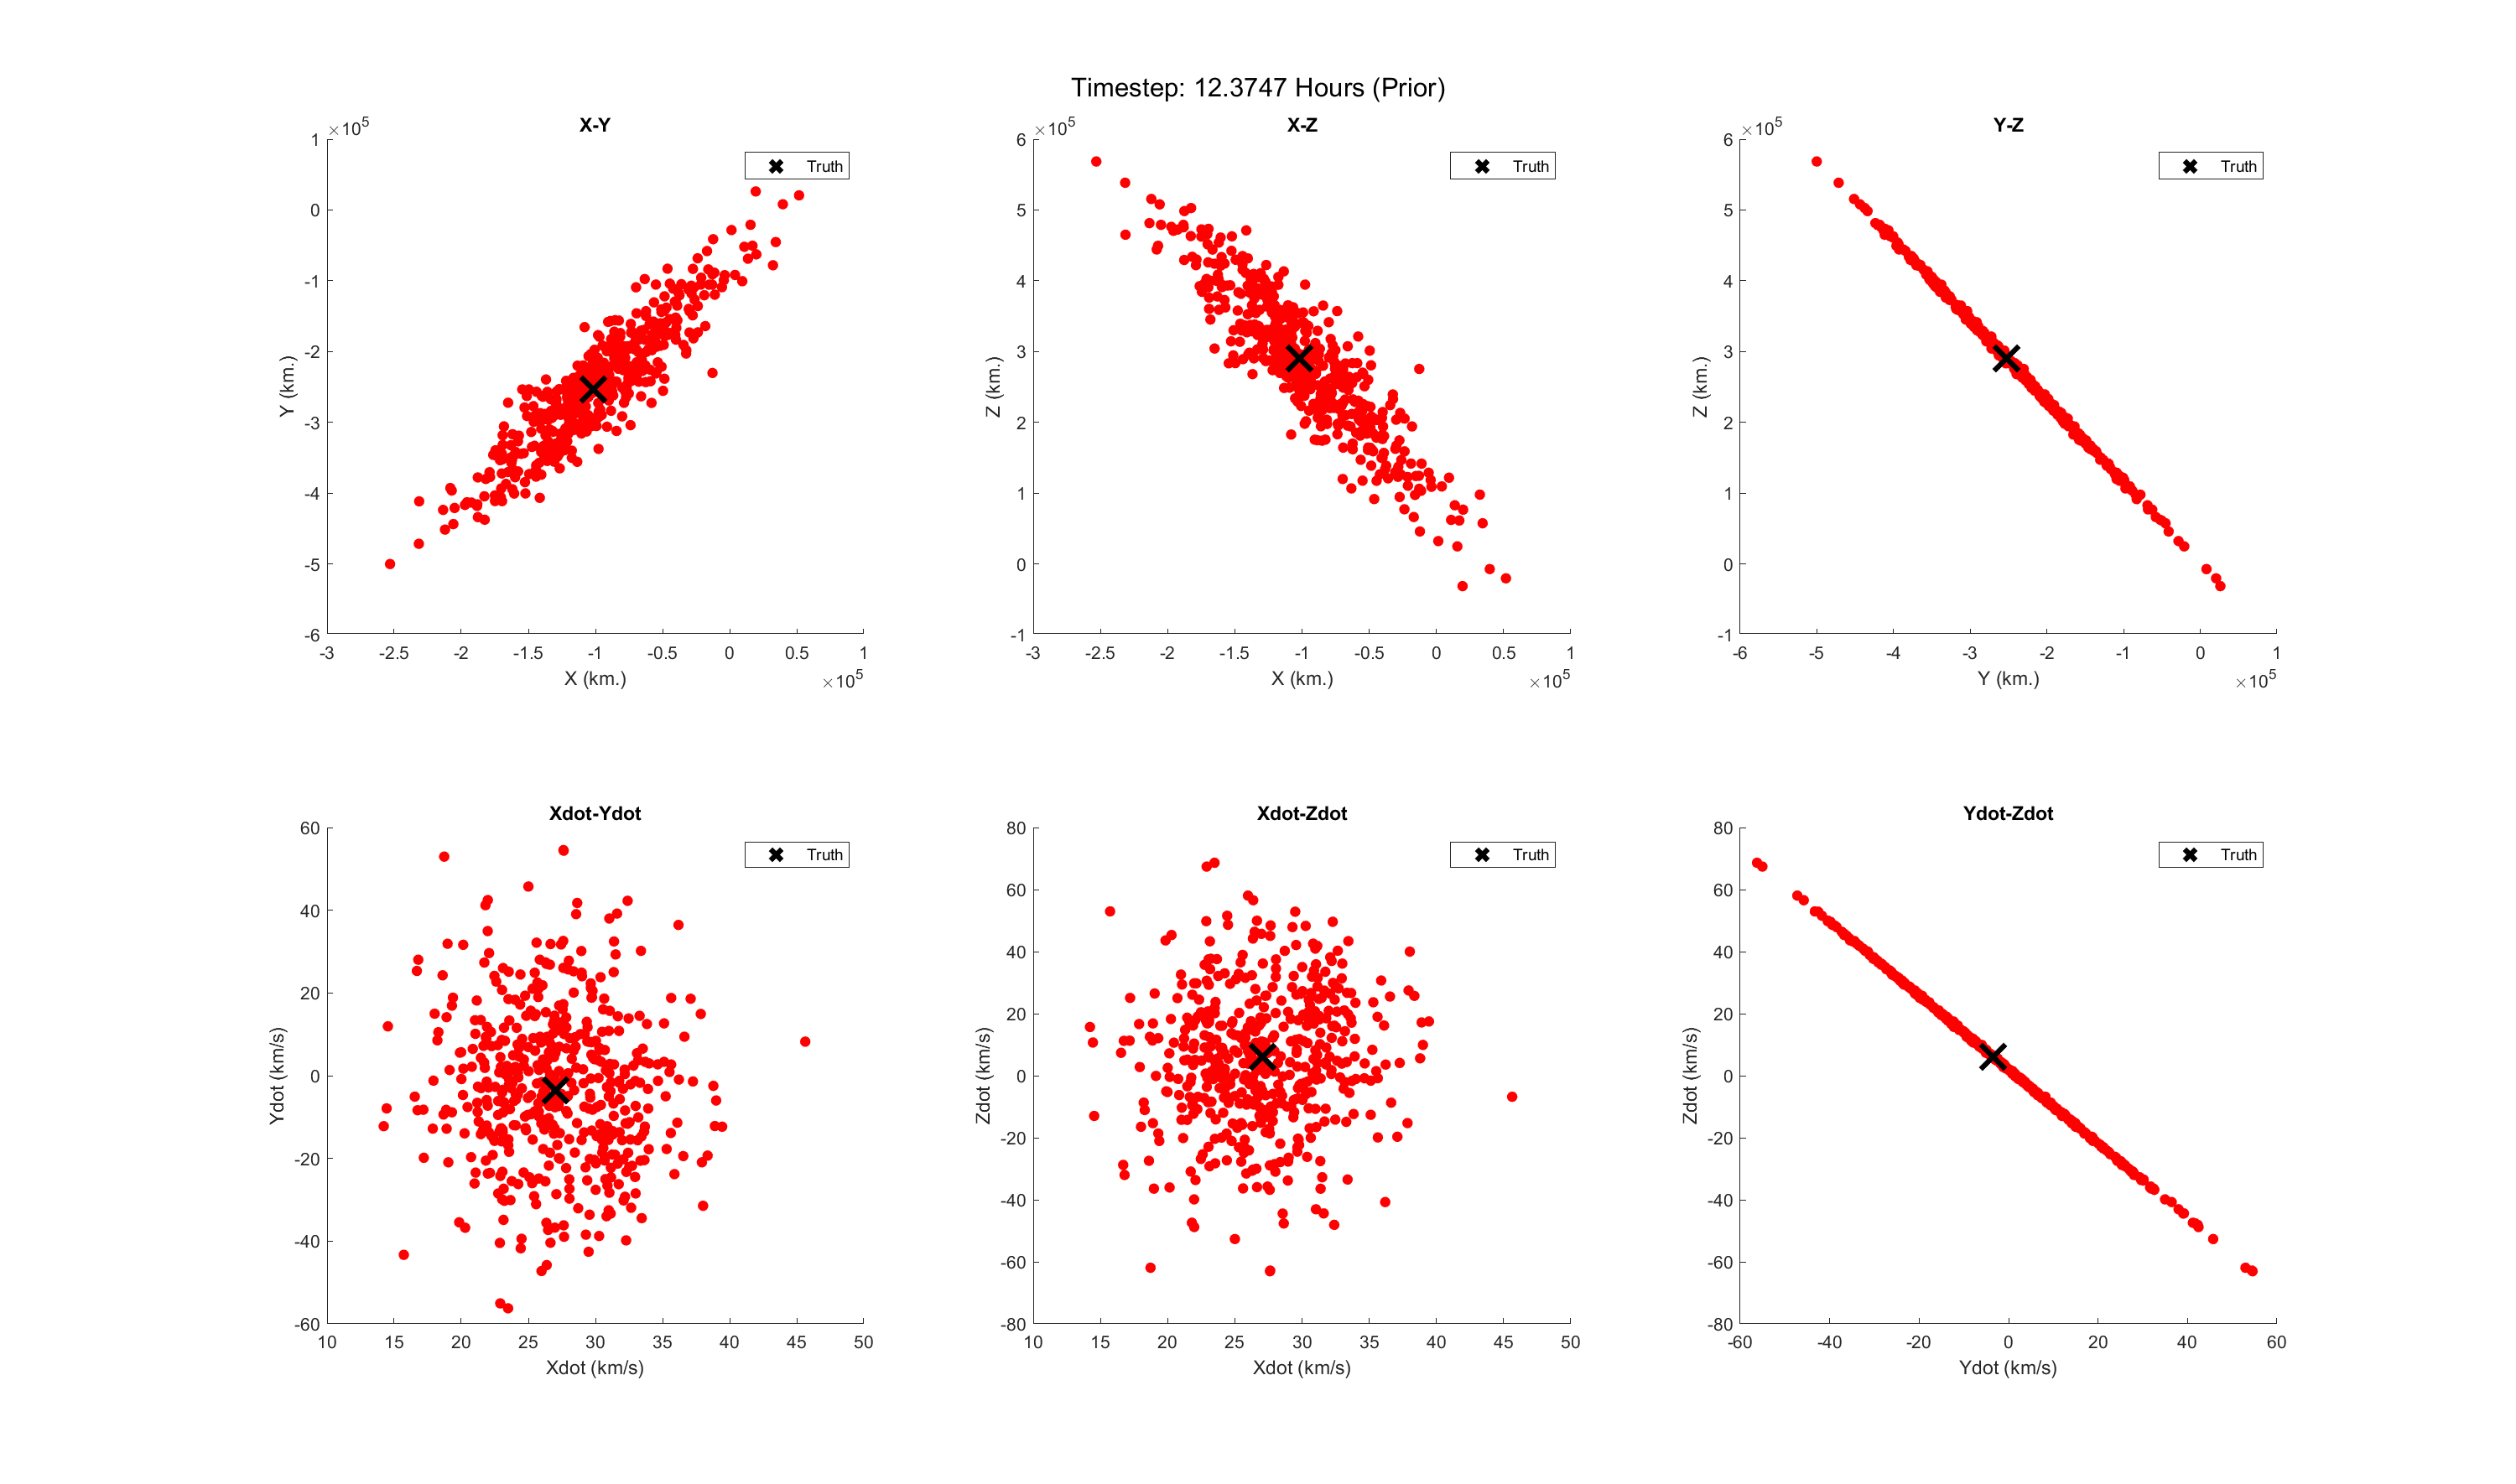 Timestep: 12.3747 Hours (Prior)
X-Y
×10^5
Truth
1
0
-1
-2
-3
-4
-5
-6
Y (km.)
-3 -2.5 -2 -1.5 -1 -0.5 0 0.5 1
X (km.)
×10^5
X-Z
×10^5
Truth
6
5
4
3
2
1
0
-1
Z (km.)
-3 -2.5 -2 -1.5 -1 -0.5 0 0.5 1
X (km.)
×10^5
Y-Z
×10^5
Truth
6
5
4
3
2
1
0
-1
Z (km.)
-6 -5 -4 -3 -2 -1 0 1
Y (km.)
×10^5
Xdot-Ydot
Truth
60
40
20
0
-20
-40
-60
Ydot (km/s)
10 15 20 25 30 35 40 45 50
Xdot (km/s)
Xdot-Zdot
Truth
80
60
40
20
0
-20
-40
-60
-80
Zdot (km/s)
10 15 20 25 30 35 40 45 50
Xdot (km/s)
Ydot-Zdot
Truth
80
60
40
20
0
-20
-40
-60
-80
Zdot (km/s)
-60 -40 -20 0 20 40 60
Ydot (km/s)